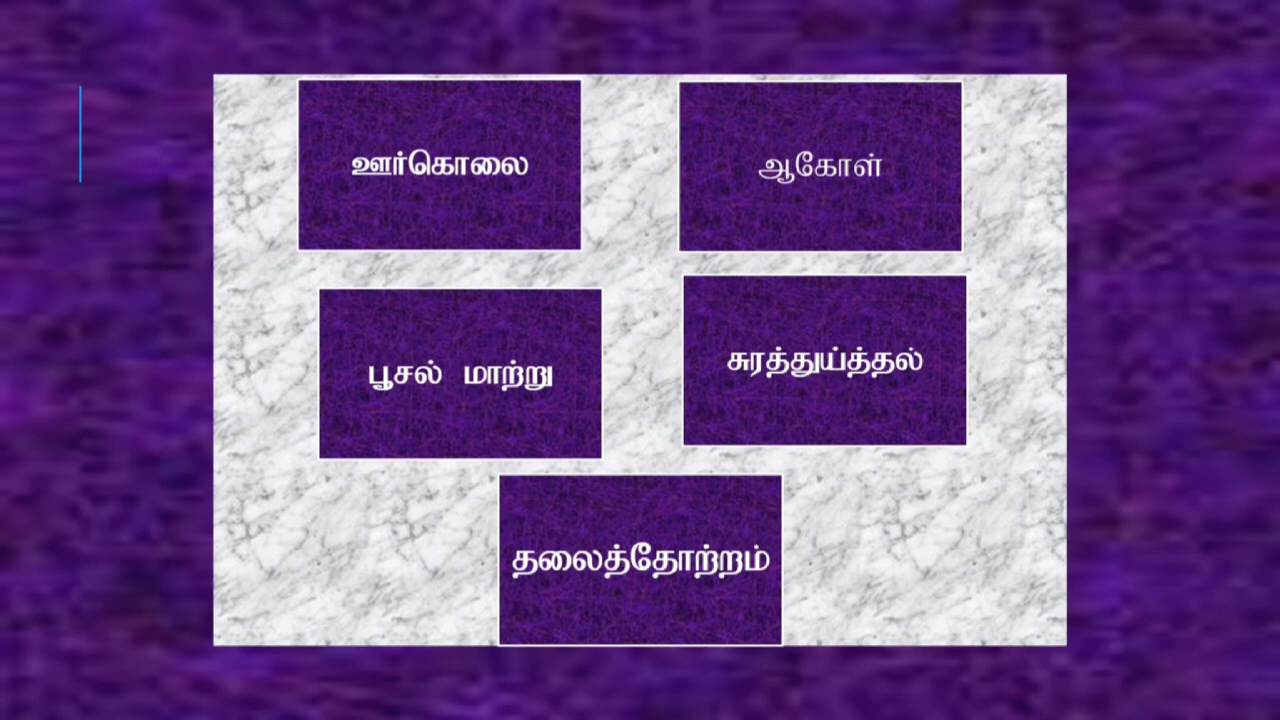 ஊர்கொலை
ஆகோள்
பூசல் மாற்று
சுரத்துய்த்தல்
தலைத்தோற்றம்